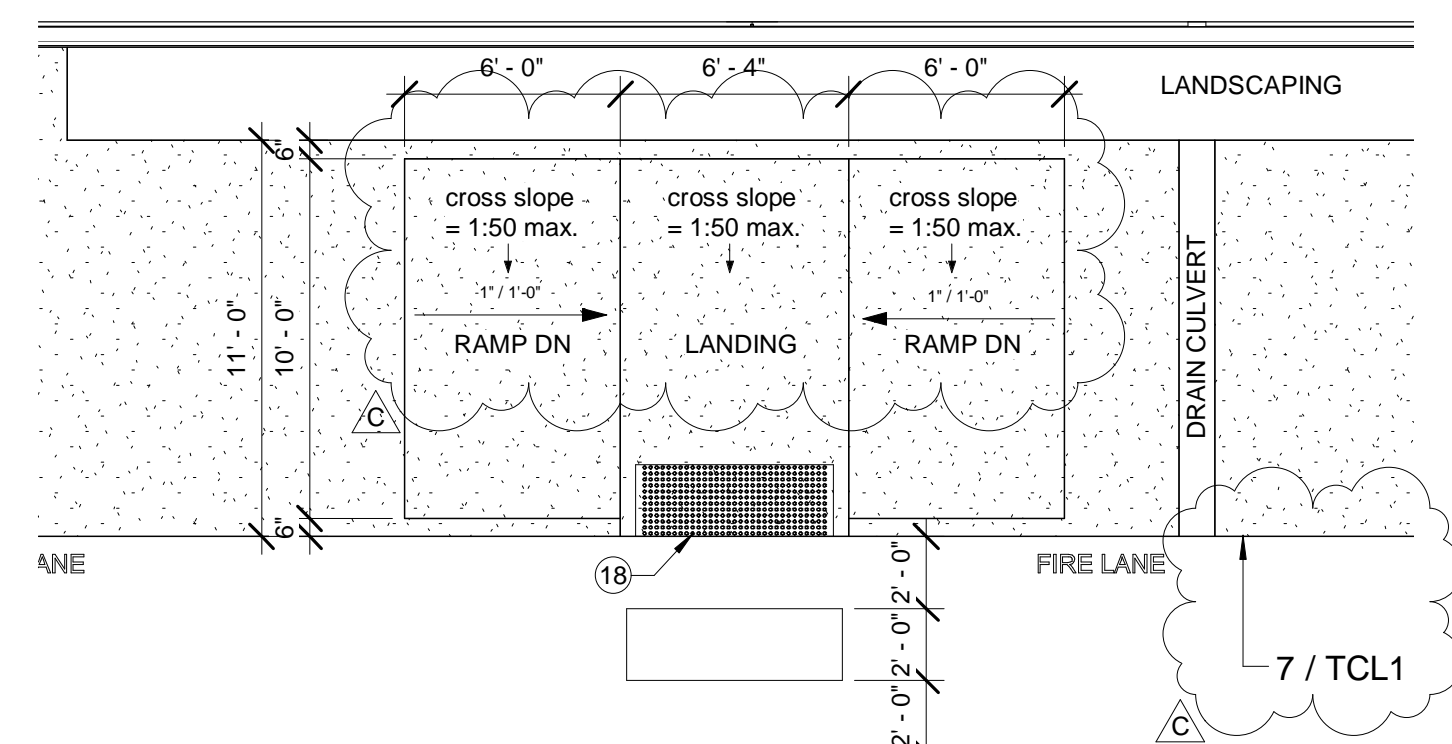 6' - 0"
6' - 4"
6' - 0"
LANDSCAPING
6"
cross slope
= 1:50 max.
cross slope
= 1:50 max.
cross slope
= 1:50 max.
1" / 1'-0"
1" / 1'-0"
RAMP DN
LANDING
RAMP DN
11' - 0"
10' - 0"
DRAIN CULVERT
C
6"
ANE
18
FIRE LANE
2' - 0"
2' - 0"
2' - 0"
7 / TCL1
C